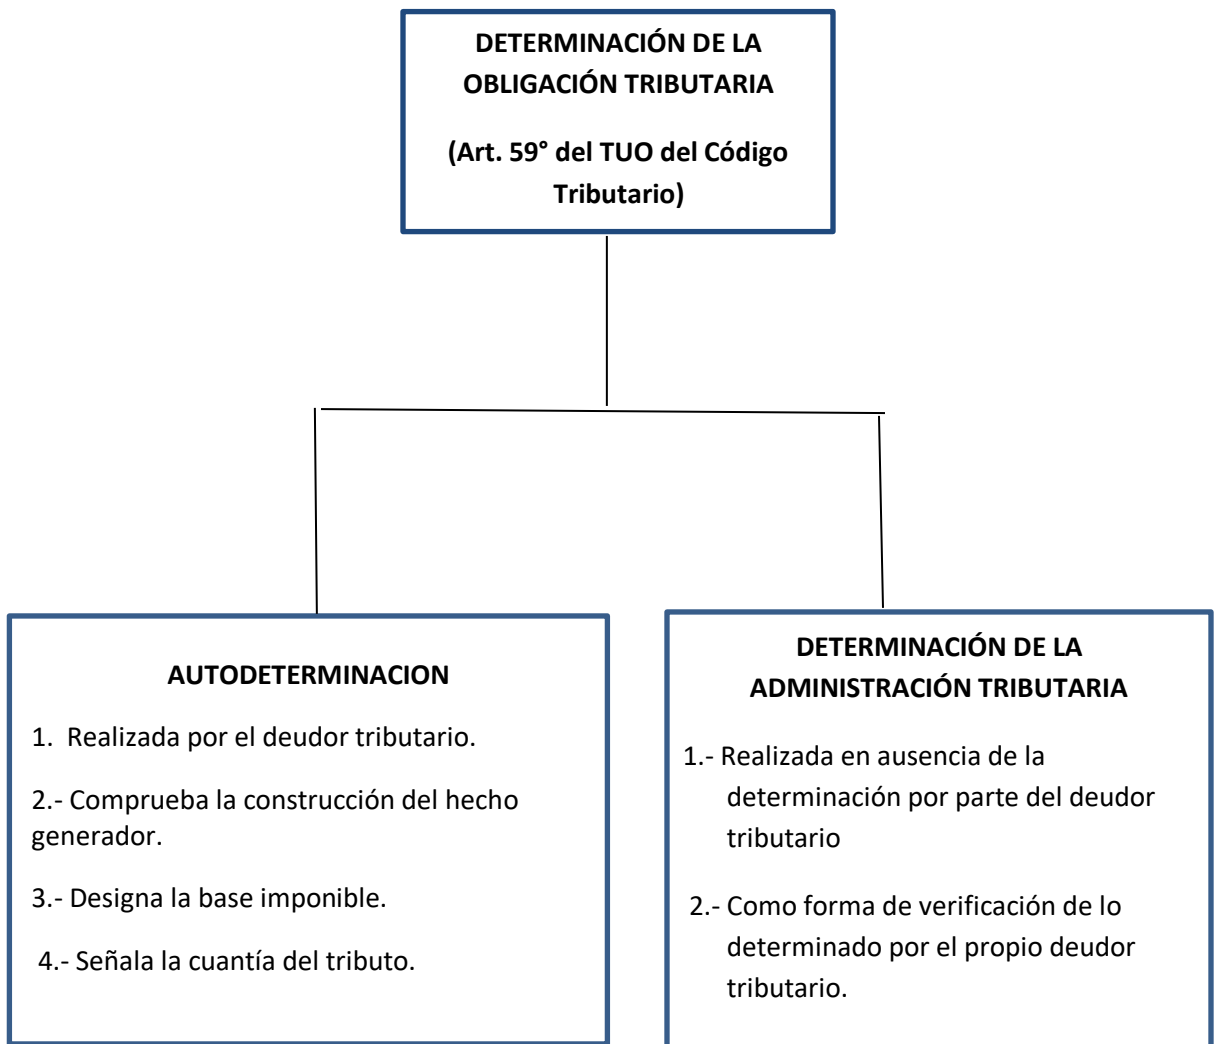 DETERMINACIÓN DE LA
OBLIGACIÓN TRIBUTARIA
(Art. 59° del TUO del Código
Tributario)
AUTODETERMINACION
1. Realizada por el deudor tributario.
2.- Comprueba la construcción del hecho
generador.
3.- Designa la base imponible.
4.- Señala la cuantía del tributo.
DETERMINACIÓN DE LA
ADMINISTRACIÓN TRIBUTARIA
1.- Realizada en ausencia de la
determinación por parte del deudor
tributario
2.- Como forma de verificación de lo
determinado por el propio deudor
tributario.